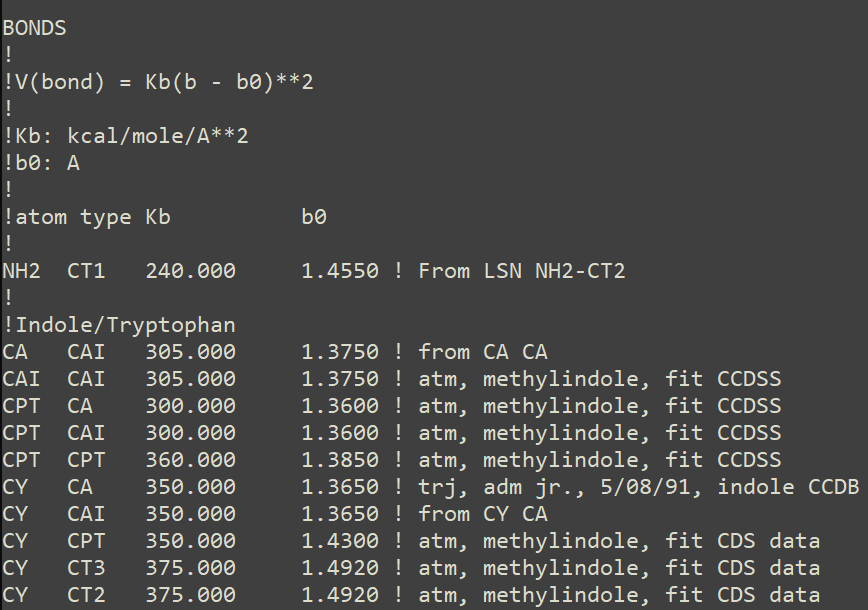 BONDS
!
!V(bond) = Kb(b - b0)**2
!
!Kb: kcal/mole/A**2
!b0: A
!
!atom type Kb          b0
!
NH2  CT1   240.000     1.4550 ! From LSN NH2-CT2
!
!Indole/Tryptophan
CA   CAI   305.000     1.3750 ! from CA CA
CAI  CAI   305.000     1.3750 ! atm, methylindole, fit CCDSS
CPT  CA    300.000     1.3600 ! atm, methylindole, fit CCDSS
CPT  CAI   300.000     1.3600 ! atm, methylindole, fit CCDSS
CPT  CPT   360.000     1.3850 ! atm, methylindole, fit CCDSS
CY   CA    350.000     1.3650 ! trj, adm jr., 5/08/91, indole CCDB
CY   CAI   350.000     1.3650 ! from CY CA
CY   CPT   350.000     1.4300 ! atm, methylindole, fit CDS data
CY   CT3   375.000     1.4920 ! atm, methylindole, fit CDS data
CY   CT2   375.000     1.4920 ! atm, methylindole, fit CDS data